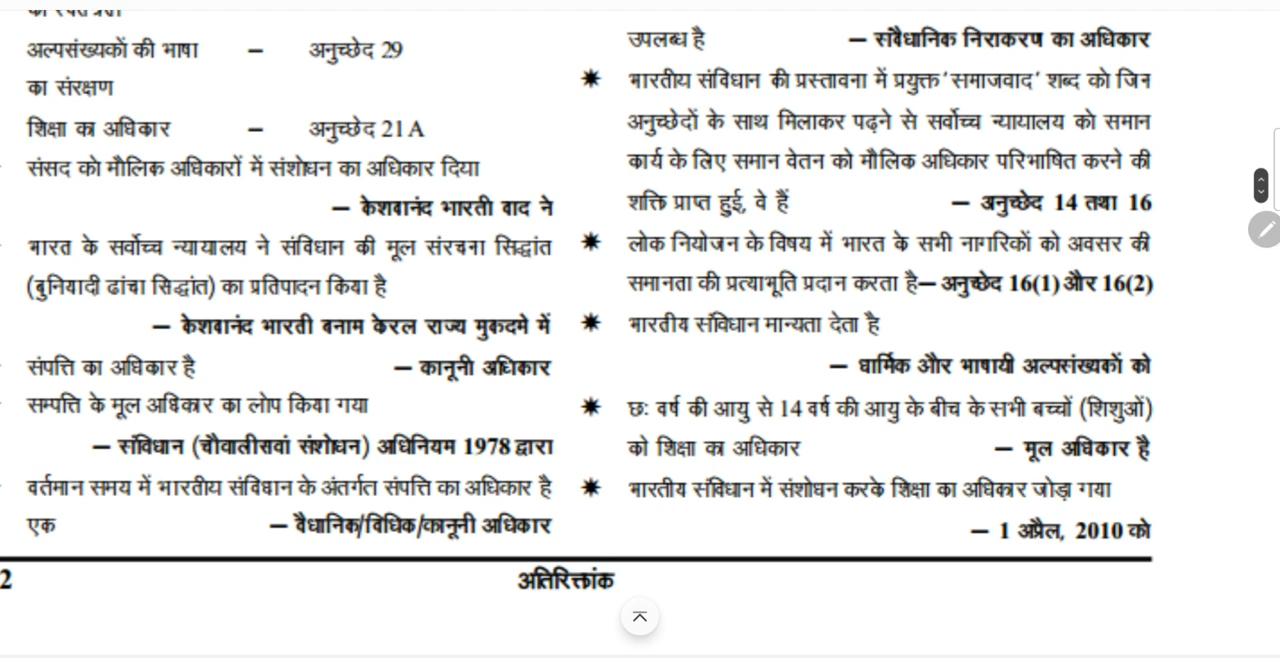 अल्पसंख्यकों की भाषा – अनुच्छेद 29
का संरक्षण
शिक्षा का अधिकार – अनुच्छेद 21A
संसद को मौलिक अधिकारों में संशोधन का अधिकार दिया
– केशवानंद भारती वाद ने
भारत के सर्वोच्च न्यायालय ने संविधान की मूल संरचना सिद्धांत
(बुनियादी ढांचा सिद्धांत) का प्रतिपादन किया है
– केशवानंद भारती बनाम केरल राज्य मुकदमे में
संपत्ति का अधिकार है – कानूनी अधिकार
सम्पत्ति के मूल अधिकार का लोप किया गया
– संविधान (चौवालीसवां संशोधन) अधिनियम 1978 द्वारा
वर्तमान समय में भारतीय संविधान के अंतर्गत संपत्ति का अधिकार है
एक – वैधानिक/विधिक/कानूनी अधिकार
उपलब्ध है – संवैधानिक निराकरण का अधिकार
✷ भारतीय संविधान की प्रस्तावना में प्रयुक्त 'समाजवाद' शब्द को जिन
अनुच्छेदों के साथ मिलाकर पढ़ने से सर्वोच्च न्यायालय को समान
कार्य के लिए समान वेतन को मौलिक अधिकार परिभाषित करने की
शक्ति प्राप्त हुई, वे हैं – अनुच्छेद 14 तथा 16
✷ लोक नियोजन के विषय में भारत के सभी नागरिकों को अवसर की
समानता की प्रत्याभूति प्रदान करता है– अनुच्छेद 16(1) और 16(2)
✷ भारतीय संविधान मान्यता देता है
– धार्मिक और भाषायी अल्पसंख्यकों को
✷ छः वर्ष की आयु से 14 वर्ष की आयु के बीच के सभी बच्चों (शिशुओं)
को शिक्षा का अधिकार – मूल अधिकार है
✷ भारतीय संविधान में संशोधन करके शिक्षा का अधिकार जोड़ा गया
– 1 अप्रैल, 2010 को
2 अतिरिक्तांक